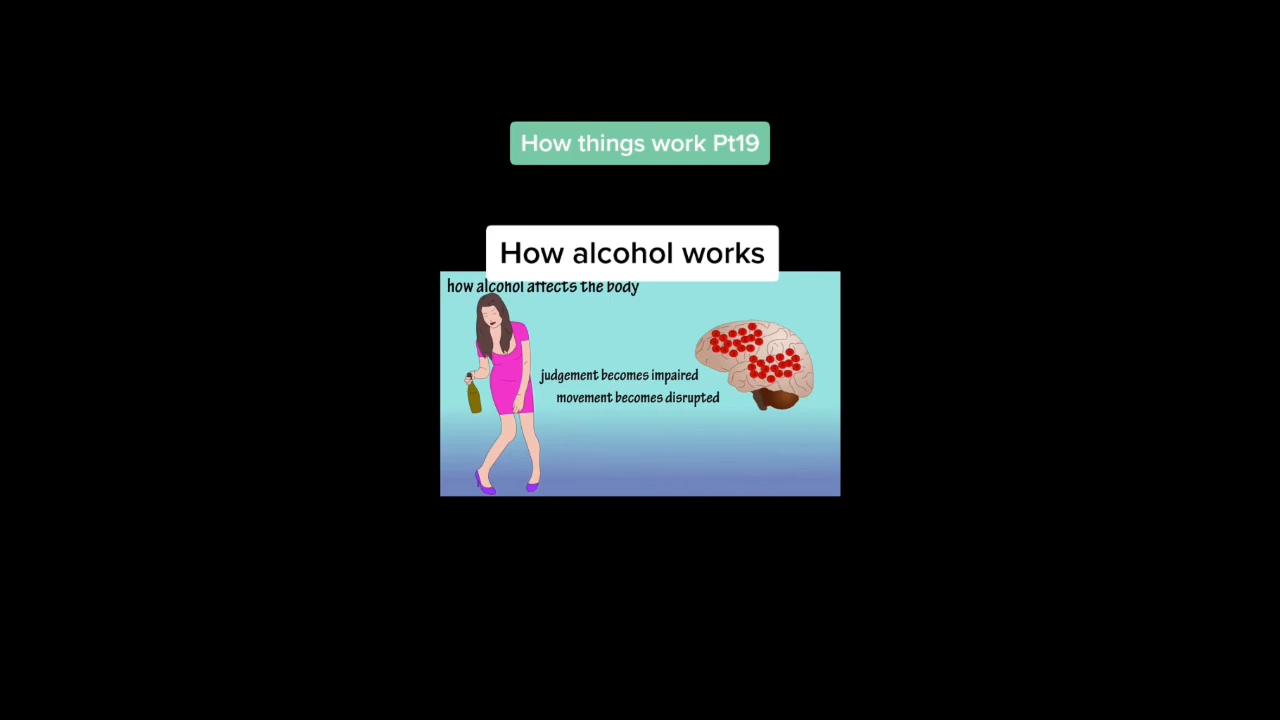 How things work Pt19
How alcohol works
how alcohol affects the body
judgement becomes impaired
movement becomes disrupted